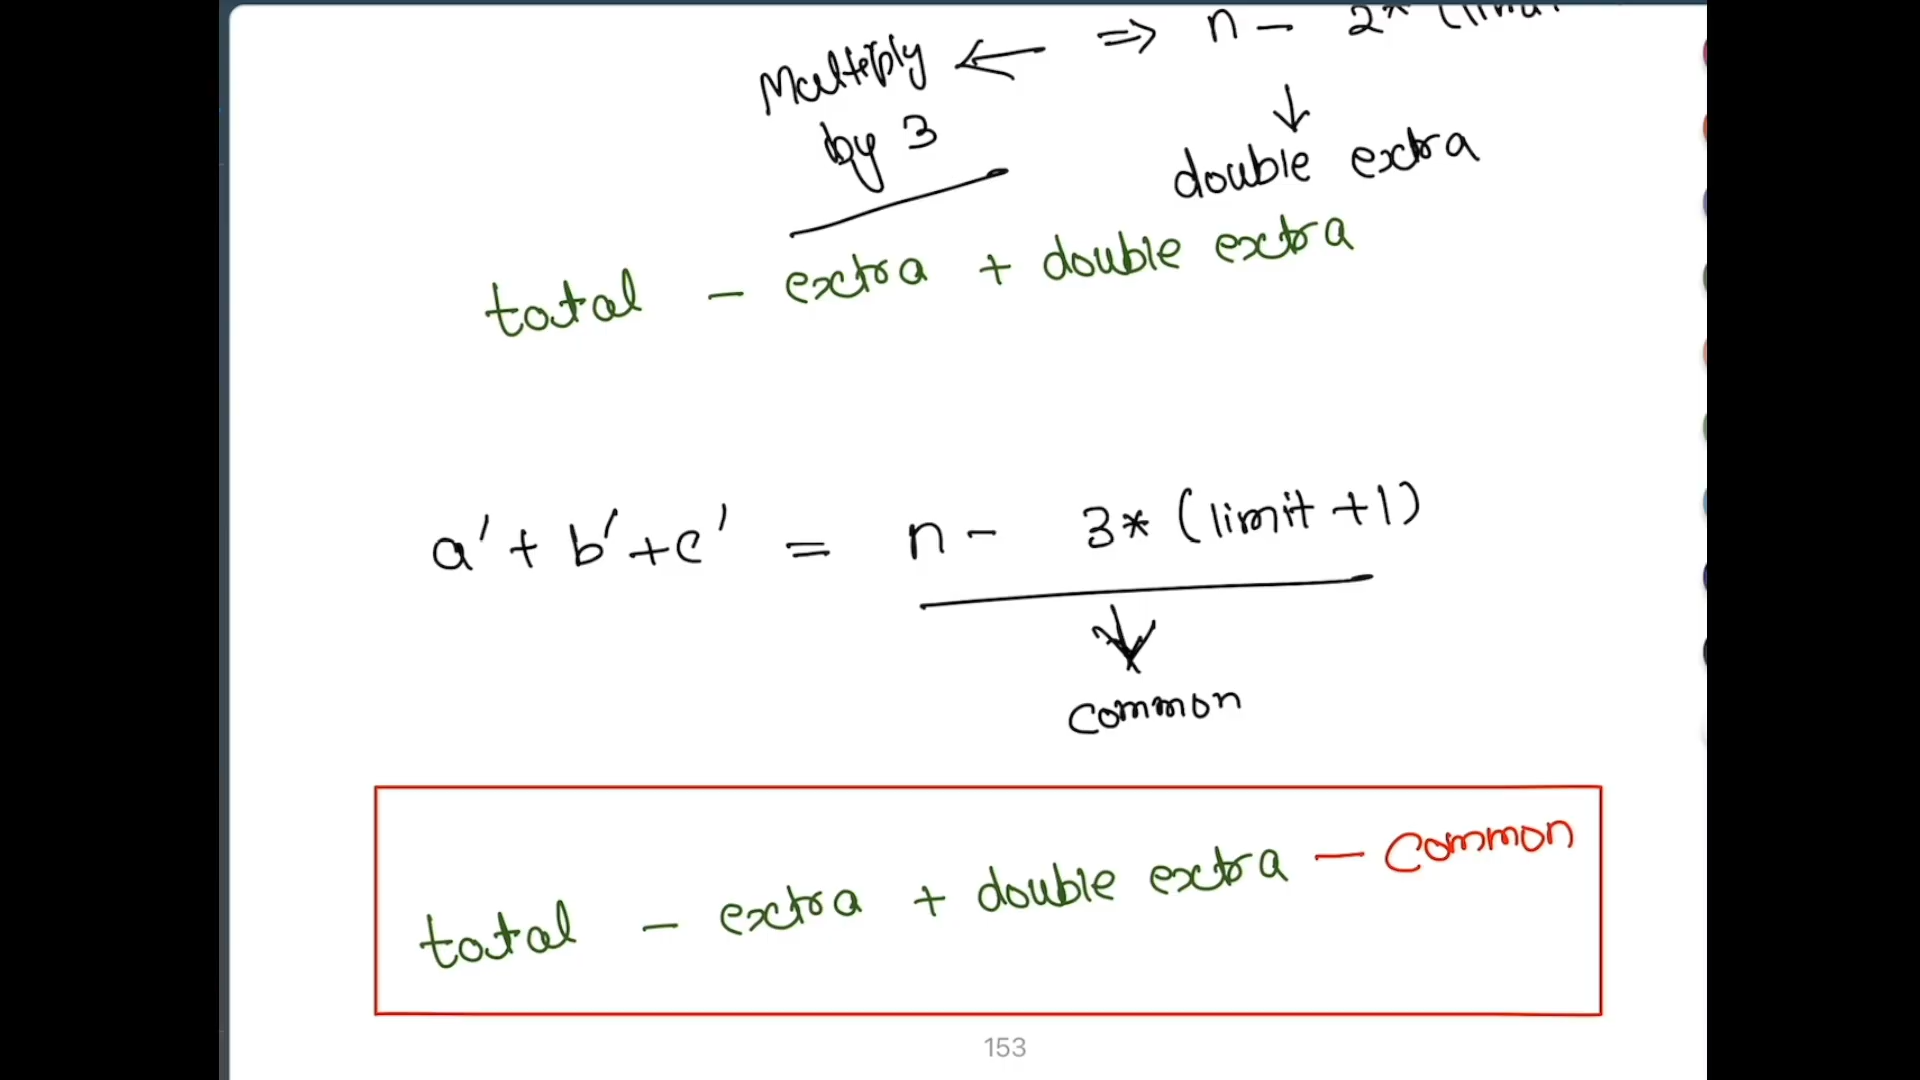 Multiply ← ⇒ n - 2* (
by 3
↓
double extra
total - extra + double extra
a' + b' + c' = n - 3* (limit +1)
↓
common
total - extra + double extra - common
153